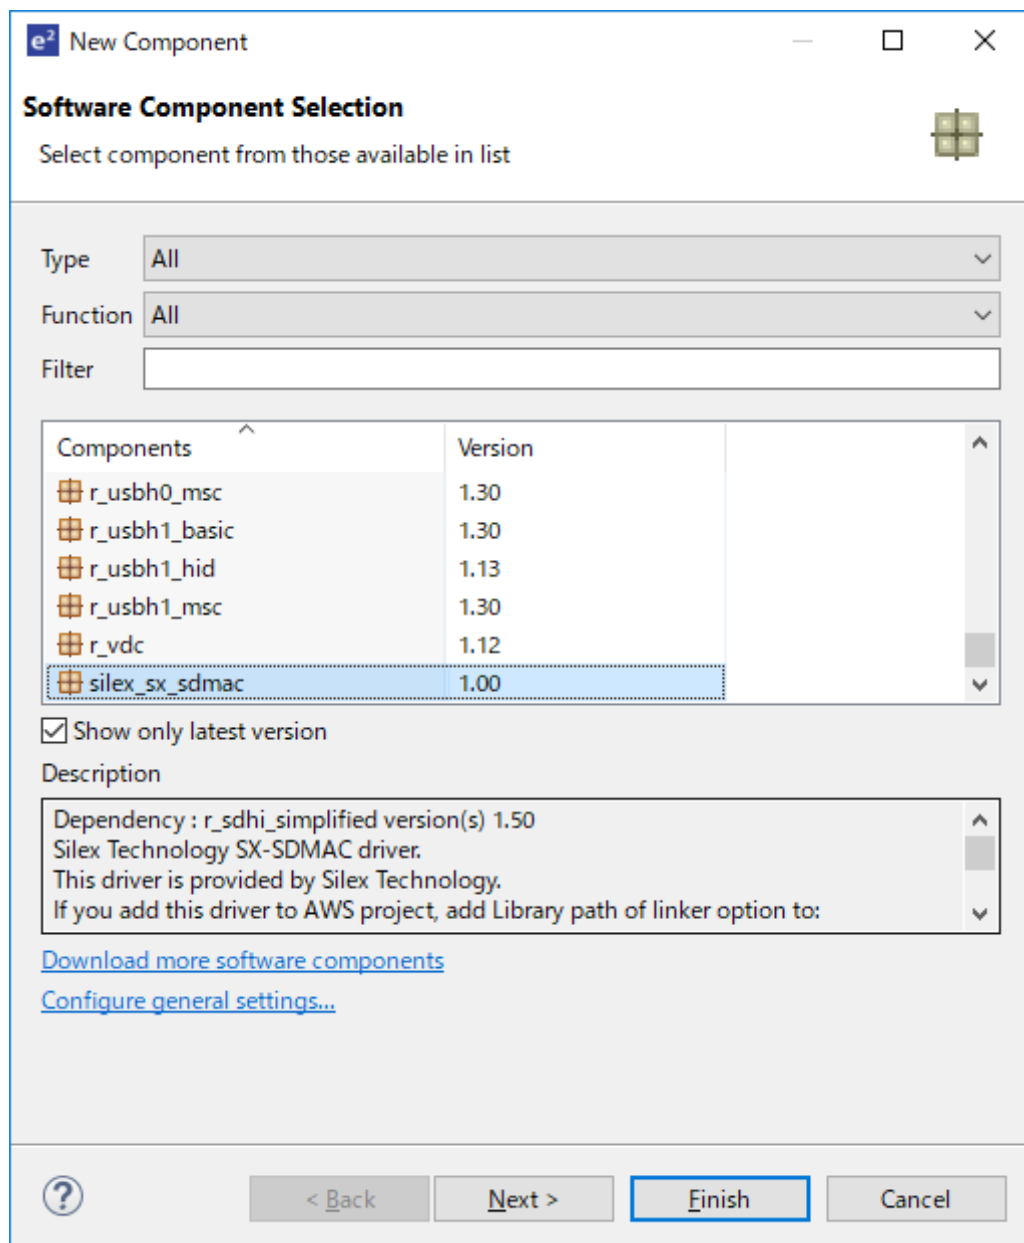 e² New Component
Software Component Selection
Select component from those available in list
Type All
Function All
Filter
Components Version
r_usbh0_msc 1.30
r_usbh1_basic 1.30
r_usbh1_hid 1.13
r_usbh1_msc 1.30
r_vdc 1.12
silex_sx_sdmac 1.00
Show only latest version
Description
Dependency : r_sdhi_simplified version(s) 1.50
Silex Technology SX-SDMAC driver.
This driver is provided by Silex Technology.
If you add this driver to AWS project, add Library path of linker option to:
Download more software components
Configure general settings...
? < Back Next > Finish Cancel